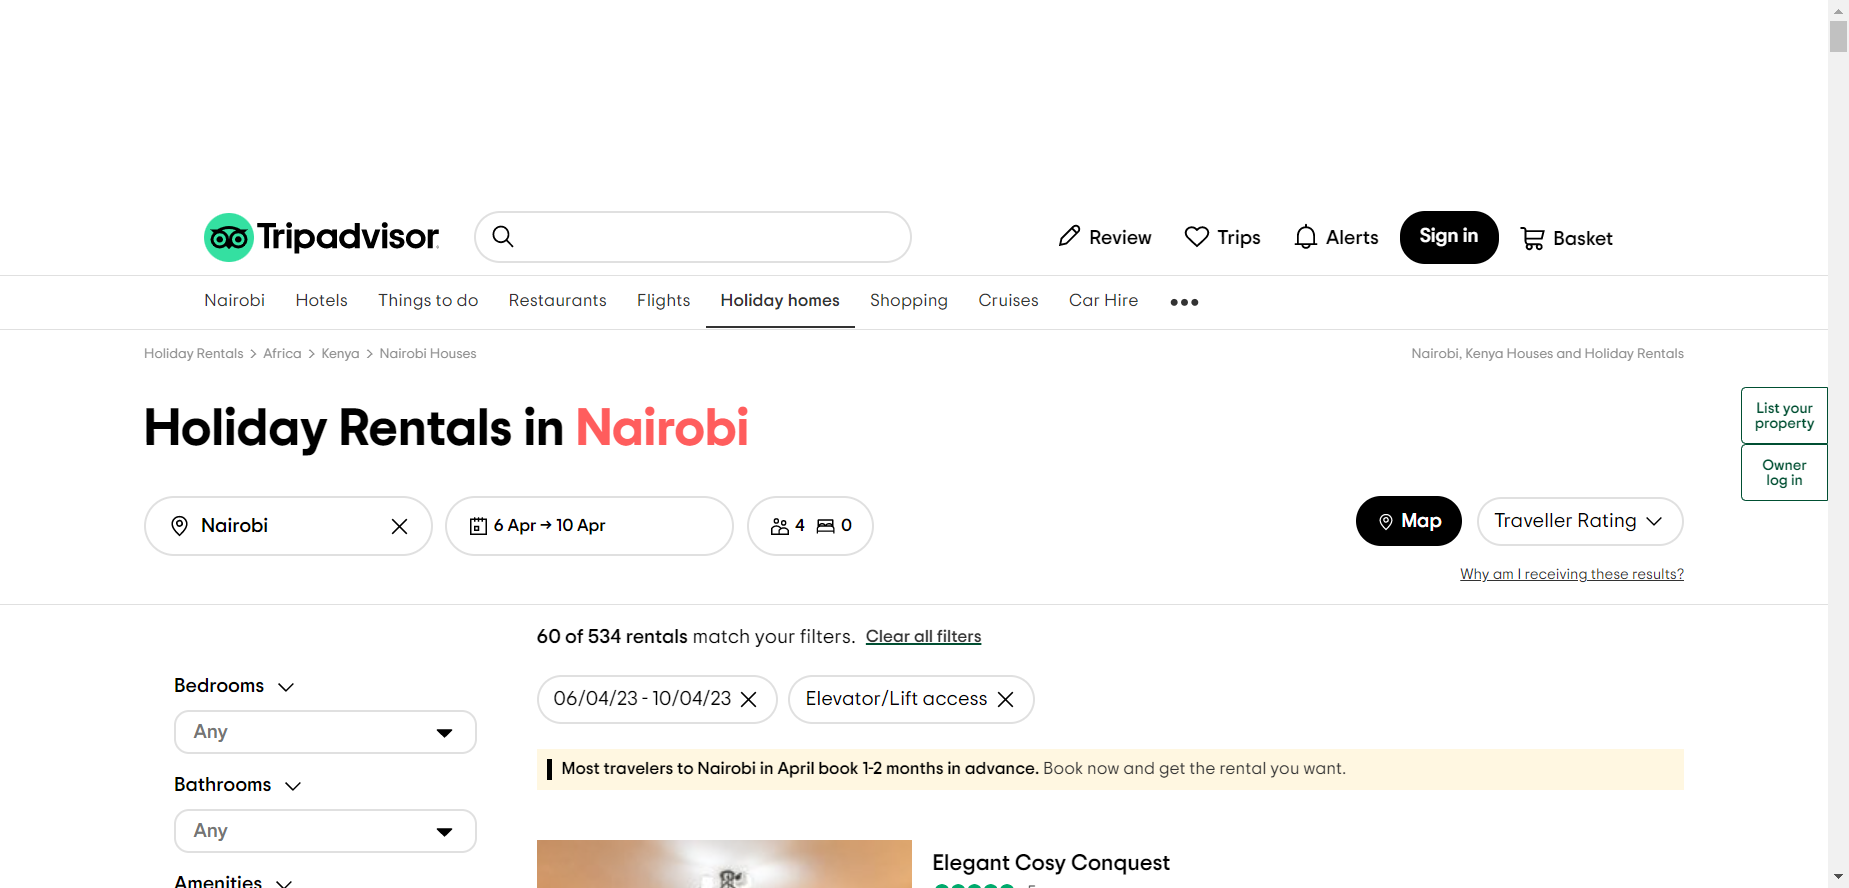 Tripadvisor
Review
Trips
Alerts
Sign in
Basket
Nairobi
Hotels
Things to do
Restaurants
Flights
Holiday homes
Shopping
Cruises
Car Hire
Holiday Rentals > Africa > Kenya > Nairobi Houses
Nairobi, Kenya Houses and Holiday Rentals
List your
property
Owner
log in
Holiday Rentals in Nairobi
Nairobi
6 Apr → 10 Apr
4
0
Map
Traveller Rating
Why am I receiving these results?
60 of 534 rentals match your filters. Clear all filters
06/04/23 - 10/04/23
Elevator/Lift access
Bedrooms
Any
Bathrooms
Any
Amenities
Most travelers to Nairobi in April book 1-2 months in advance. Book now and get the rental you want.
Elegant Cosy Conquest